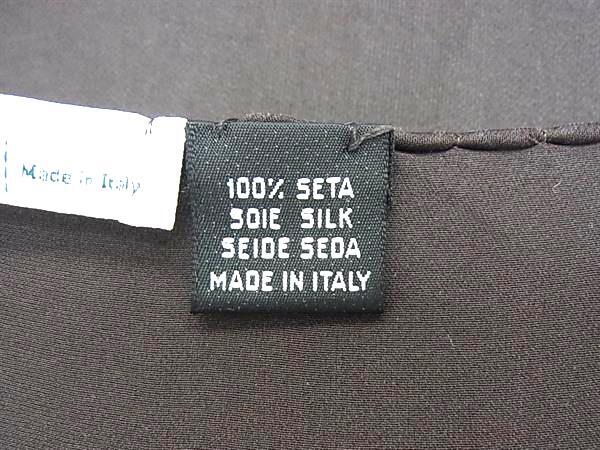 Made in Italy
100% SETA
SOIE SILK
SEIDE SEDA
MADE IN ITALY